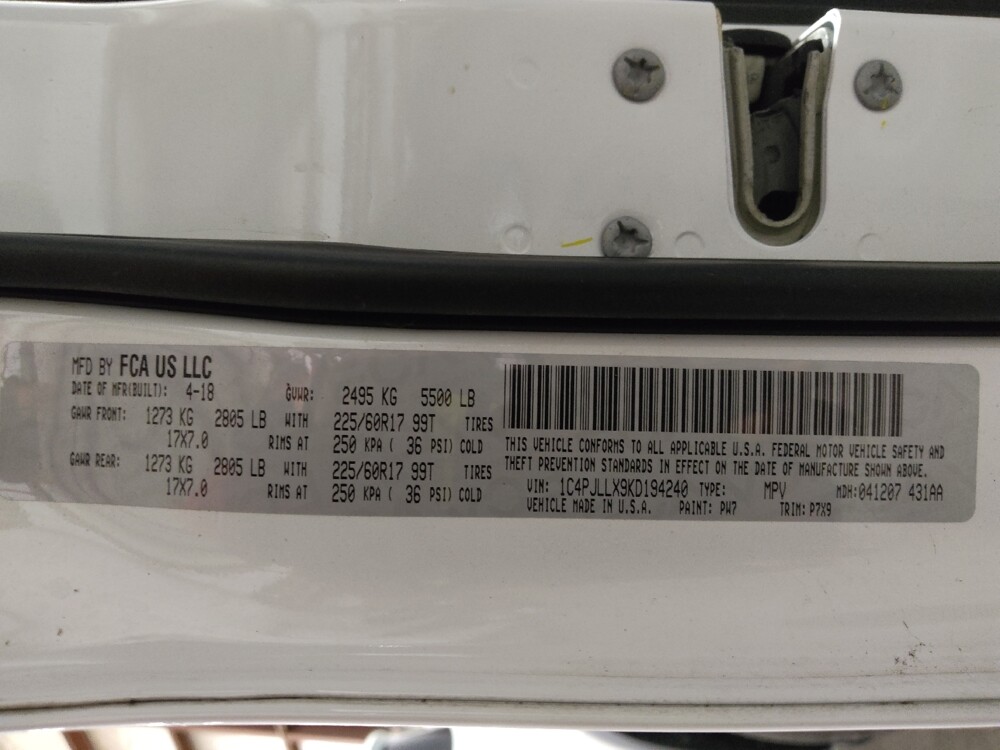 MFD BY FCA US LLC
DATE OF MFR(BUILT): 4-18 GVWR: 2495 KG 5500 LB
GAWR FRONT: 1273 KG 2805 LB WITH 225/60R17 99T TIRES
17X7.0 RIMS AT 250 KPA ( 36 PSI) COLD
GAWR REAR: 1273 KG 2805 LB WITH 225/60R17 99T TIRES
17X7.0 RIMS AT 250 KPA ( 36 PSI) COLD
THIS VEHICLE CONFORMS TO ALL APPLICABLE U.S.A. FEDERAL MOTOR VEHICLE SAFETY AND
THEFT PREVENTION STANDARDS IN EFFECT ON THE DATE OF MANUFACTURE SHOWN ABOVE.
VIN: 1C4PJLLX9KD194240 TYPE: MPV MDH:041207 431AA
VEHICLE MADE IN U.S.A. PAINT: PW7 TRIM: P7X9